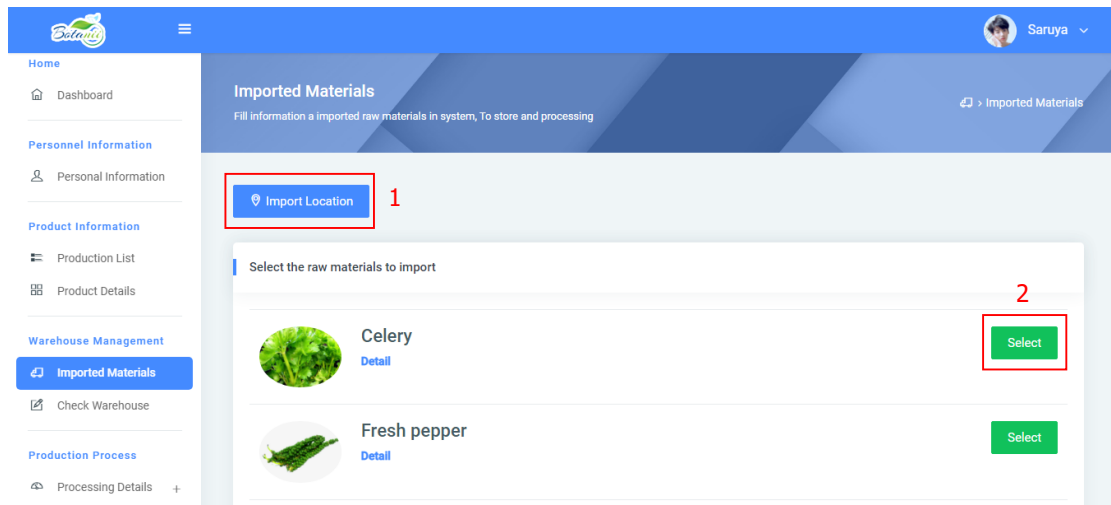 Botanii
Saruya
Home
Dashboard
Personnel Information
Personal Information
Product Information
Production List
Product Details
Warehouse Management
Imported Materials
Check Warehouse
Production Process
Processing Details +
Imported Materials
Fill information a imported raw materials in system, To store and processing
› Imported Materials
Import Location
1
Select the raw materials to import
2
Celery
Detail
Select
Fresh pepper
Detail
Select